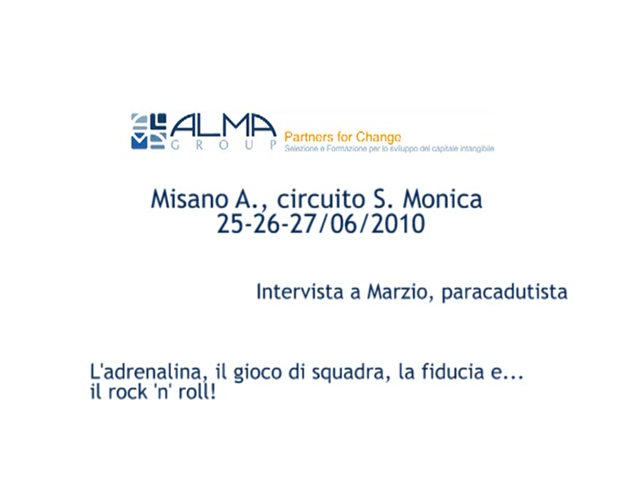 ALMA
GROUP
Partners for Change
Selezione e Formazione per lo sviluppo del capitale intangibile
Misano A., circuito S. Monica
25-26-27/06/2010
Intervista a Marzio, paracadutista
L'adrenalina, il gioco di squadra, la fiducia e...
il rock 'n' roll!